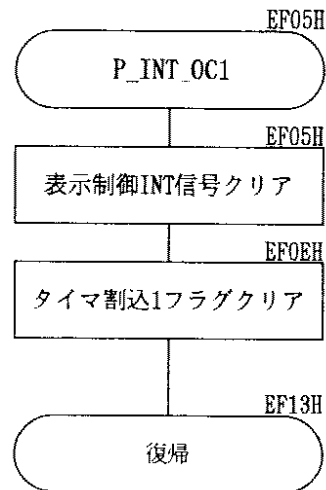 EF05H
P_INT_OC1
EF05H
表示制御INT信号クリア
EF0EH
タイマ割込1フラグクリア
EF13H
復帰